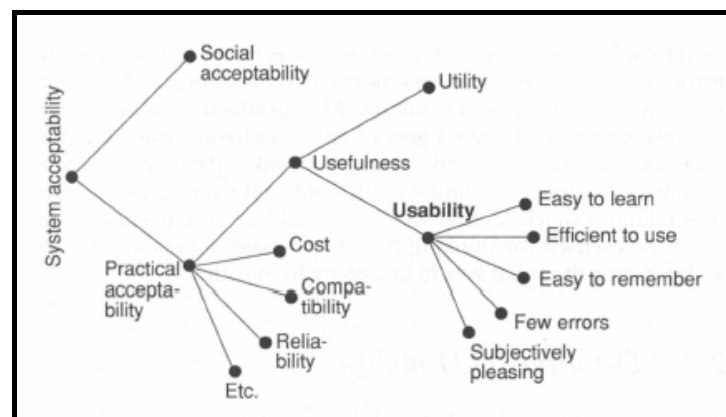 System acceptability
Social
acceptability
Utility
Usefulness
Usability
Easy to learn
Efficient to use
Easy to remember
Few errors
Subjectively
pleasing
Practical
accepta-
bility
Cost
Compa-
tibility
Relia-
bility
Etc.